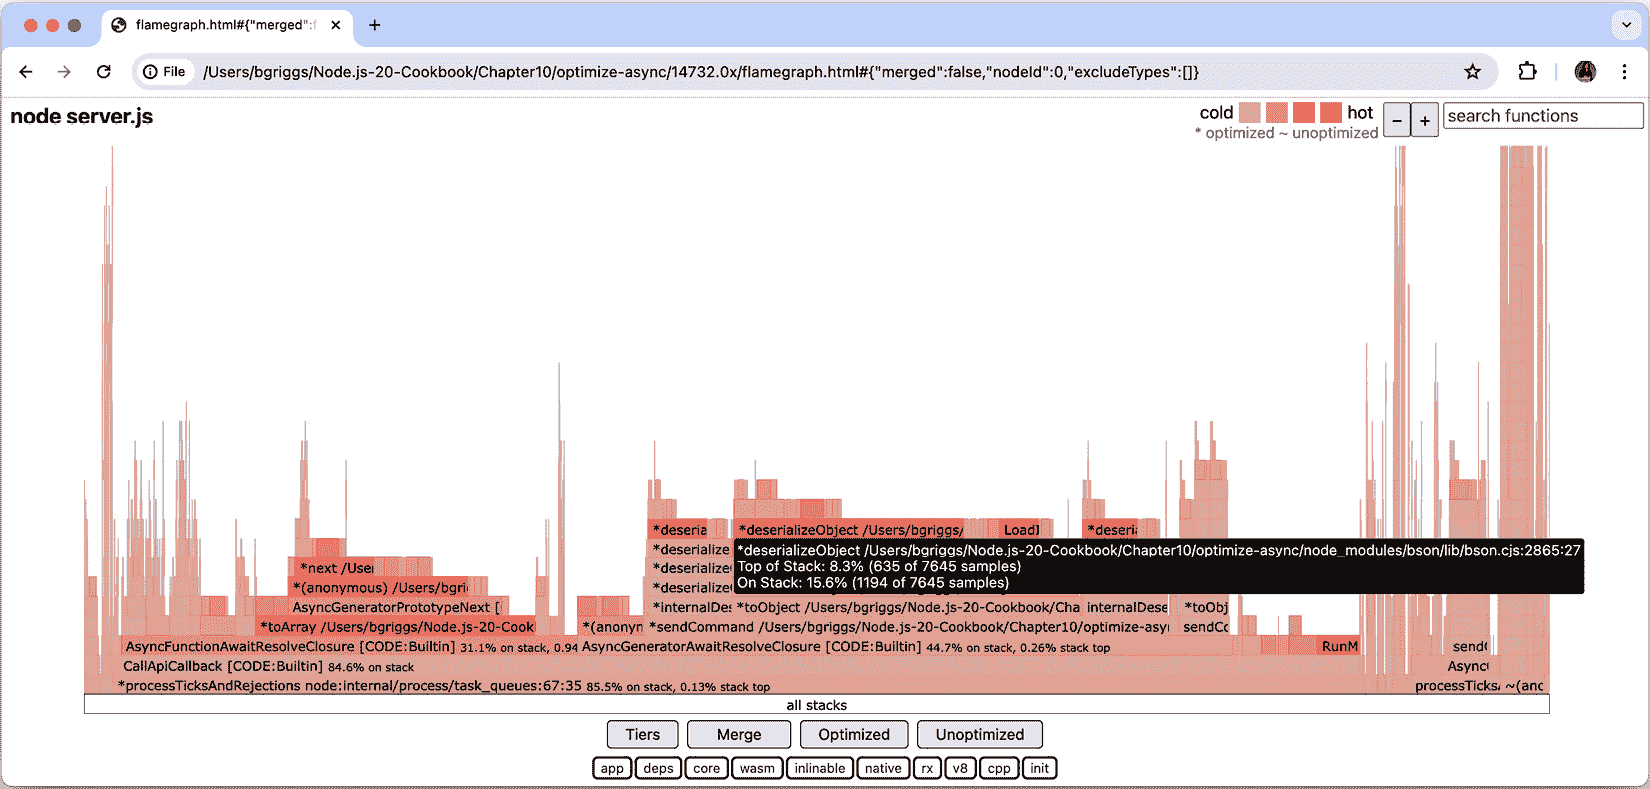 flamegraph.html#{"merged":f
File /Users/bgriggs/Node.js-20-Cookbook/Chapter10/optimize-async/14732.0x/flamegraph.html#{"merged":false,"nodeId":0,"excludeTypes":[]}
node server.js
cold hot − + search functions
* optimized ~ unoptimized
*deseria *deserializeObject /Users/bgriggs/ LoadI *deseria
*deserialize
*deserializeObject /Users/bgriggs/Node.js-20-Cookbook/Chapter10/optimize-async/node_modules/bson/lib/bson.cjs:2865:27
*next /User *deserialize Top of Stack: 8.3% (635 of 7645 samples)
*(anonymous) /Users/bgri *deserialize On Stack: 15.6% (1194 of 7645 samples)
AsyncGeneratorPrototypeNext [ *internalDes *toObject /Users/bgriggs/Node.js-20-Cookbook/Cha internalDese *toObj
*toArray /Users/bgriggs/Node.js-20-Cook *(anonyn *sendCommand /Users/bgriggs/Node.js-20-Cookbook/Chapter10/optimize-asy sendCo
AsyncFunctionAwaitResolveClosure [CODE:Builtin] 31.1% on stack, 0.94 AsyncGeneratorAwaitResolveClosure [CODE:Builtin] 44.7% on stack, 0.26% stack top RunM send
CallApiCallback [CODE:Builtin] 84.6% on stack Async
*processTicksAndRejections node:internal/process/task_queues:67:35 85.5% on stack, 0.13% stack top processTicks ~(anc
all stacks
Tiers Merge Optimized Unoptimized
app deps core wasm inlinable native rx v8 cpp init